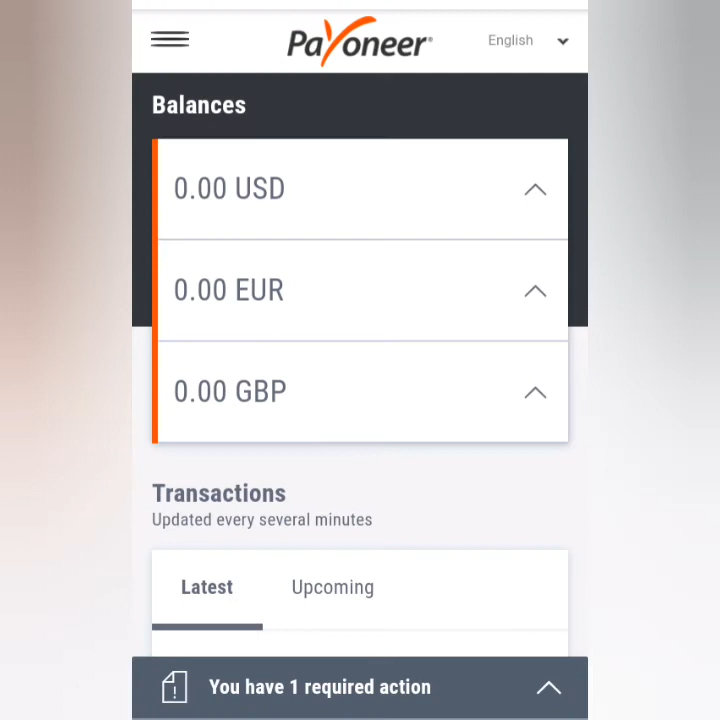 Payoneer
English
Balances
0.00 USD
0.00 EUR
0.00 GBP
Transactions
Updated every several minutes
Latest Upcoming
You have 1 required action